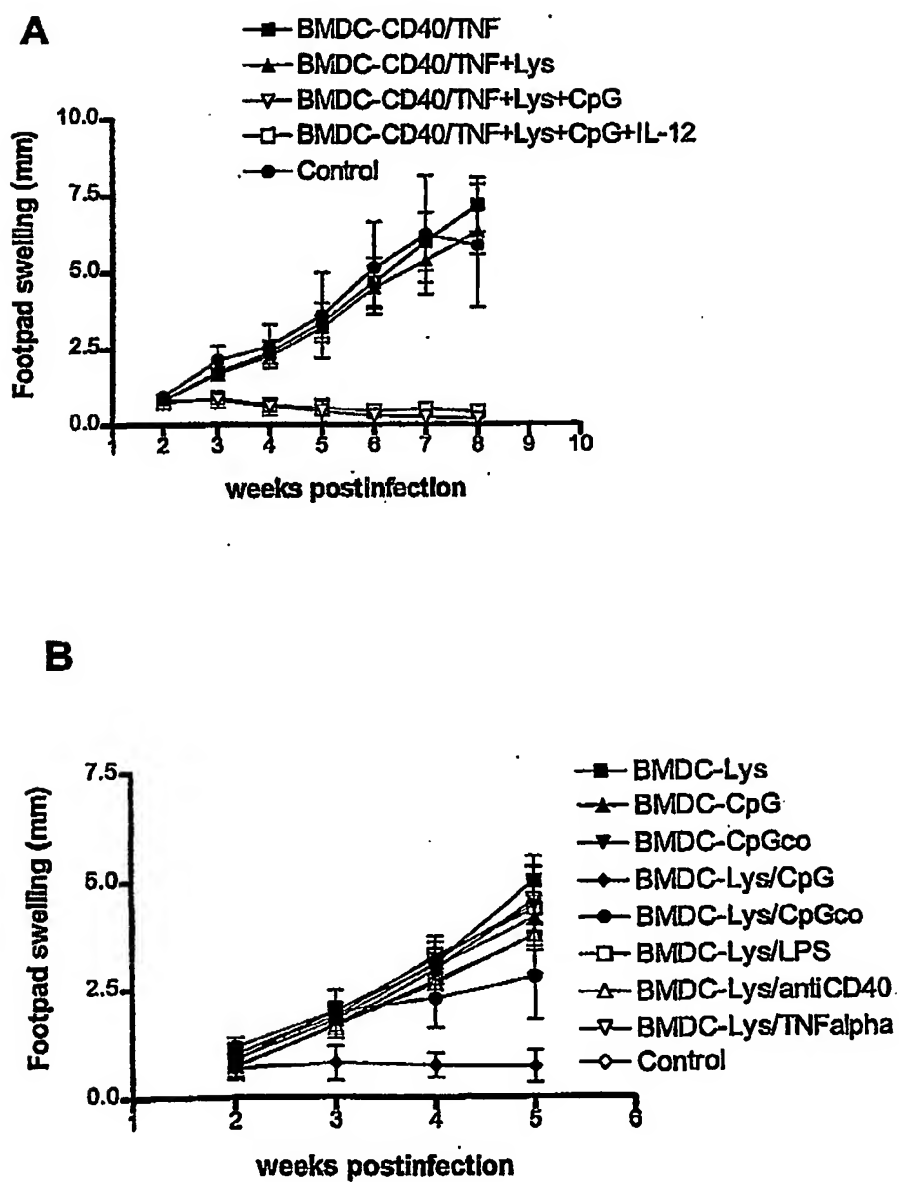 A
BMDC-CD40/TNF
BMDC-CD40/TNF+Lys
BMDC-CD40/TNF+Lys+CpG
BMDC-CD40/TNF+Lys+CpG+IL-12
Control
Footpad swelling (mm)
10.0
7.5
5.0
2.5
0.0
1 2 3 4 5 6 7 8 9 10
weeks postinfection
B
BMDC-Lys
BMDC-CpG
BMDC-CpGco
BMDC-Lys/CpG
BMDC-Lys/CpGco
BMDC-Lys/LPS
BMDC-Lys/antiCD40
BMDC-Lys/TNFalpha
Control
Footpad swelling (mm)
7.5
5.0
2.5
0.0
1 2 3 4 5 6
weeks postinfection